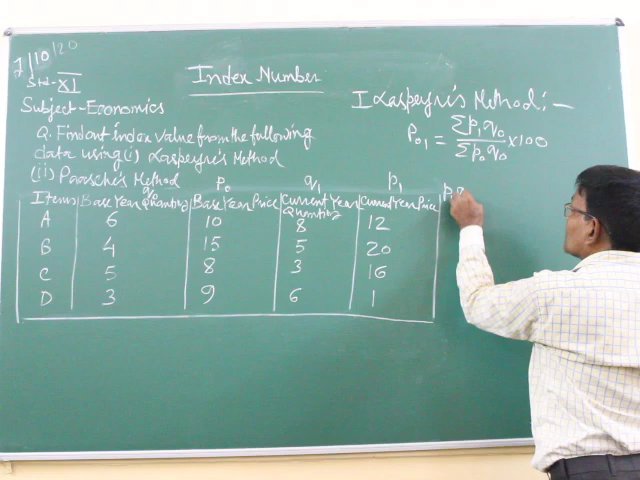 7/10/20
Std-XI
Index Number
Subject-Economics
Q. Find out index value from the following
data using (i) Laspeyre's Method
(ii) Paasche's Method
I Laspeyre's Method:-
P01 = Σp1q0 / Σp0q0 × 100
q0 p0 q1 p1
Items Base Year Quantity Base Year Price Current Year Quantity Current Year Price
A 6 10 8 12
B 4 15 5 20
C 5 8 3 16
D 3 9 6 1